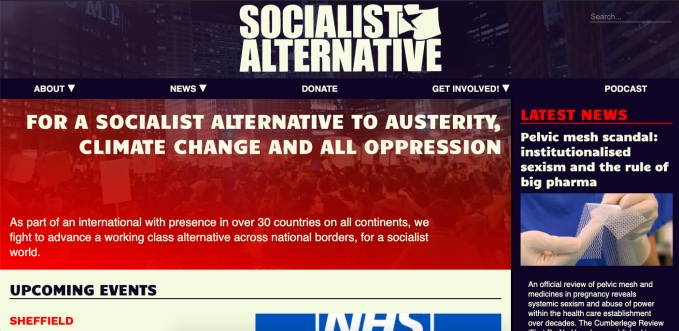 SOCIALIST
ALTERNATIVE
Search...
ABOUT ▼
NEWS ▼
DONATE
GET INVOLVED! ▼
PODCAST
FOR A SOCIALIST ALTERNATIVE TO AUSTERITY,
CLIMATE CHANGE AND ALL OPPRESSION
As part of an international with presence in over 30 countries on all continents, we
fight to advance a working class alternative across national borders, for a socialist
world.
UPCOMING EVENTS
SHEFFIELD
NHS
LATEST NEWS
Pelvic mesh scandal:
institutionalised
sexism and the rule of
big pharma
An official review of pelvic mesh and
medicines in pregnancy reveals
systemic sexism and abuse of power
within the health care establishment
over decades. The Cumberlege Review